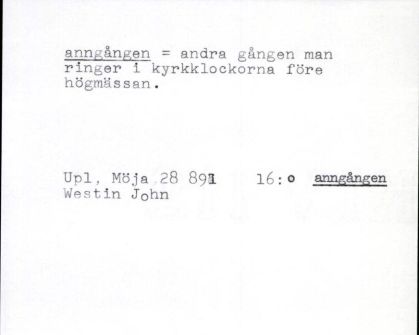 anngången = andra gången man
ringer i kyrkklockorna före
högmässan.
Upl, Möja 28 891 16:o anngången
Westin John